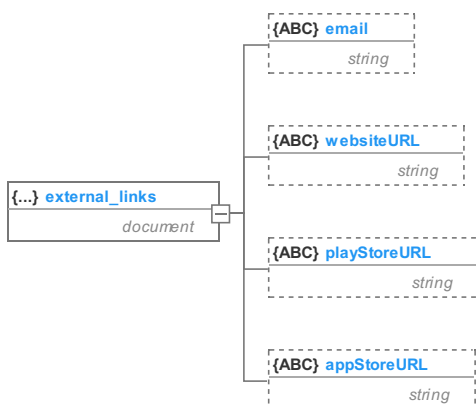 {ABC} email
string
{ABC} websiteURL
string
{...} external_links
document
{ABC} playStoreURL
string
{ABC} appStoreURL
string